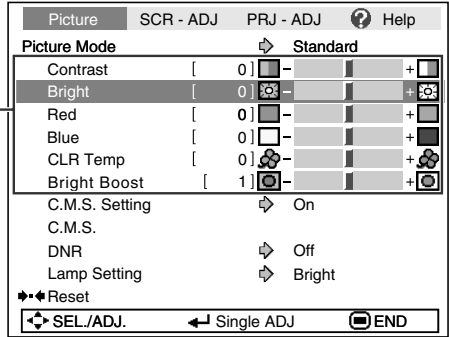 Picture SCR - ADJ PRJ - ADJ ? Help
Picture Mode Standard
Contrast [ 0 ] - +
Bright [ 0 ] - +
Red [ 0 ] - +
Blue [ 0 ] - +
CLR Temp [ 0 ] - +
Bright Boost [ 1 ] - +
C.M.S. Setting On
C.M.S.
DNR Off
Lamp Setting Bright
Reset
SEL./ADJ. Single ADJ END